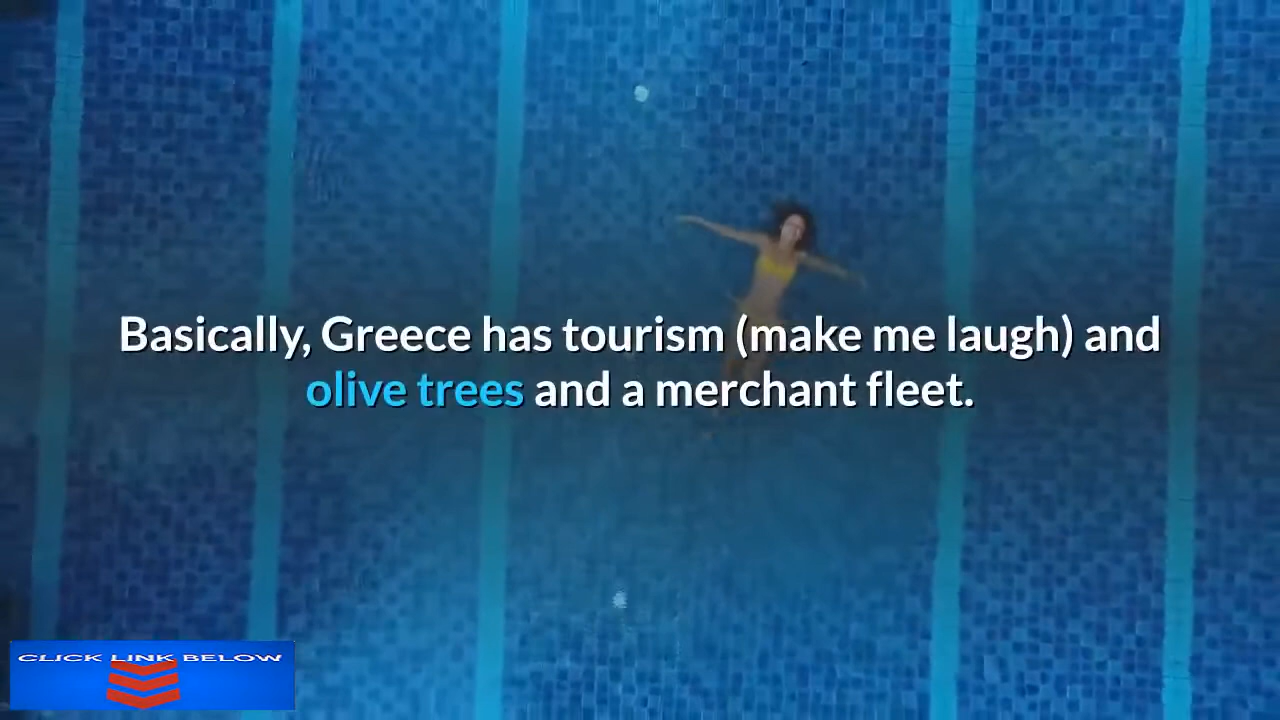 Basically, Greece has tourism (make me laugh) and
olive trees and a merchant fleet.
CLICK LINK BELOW